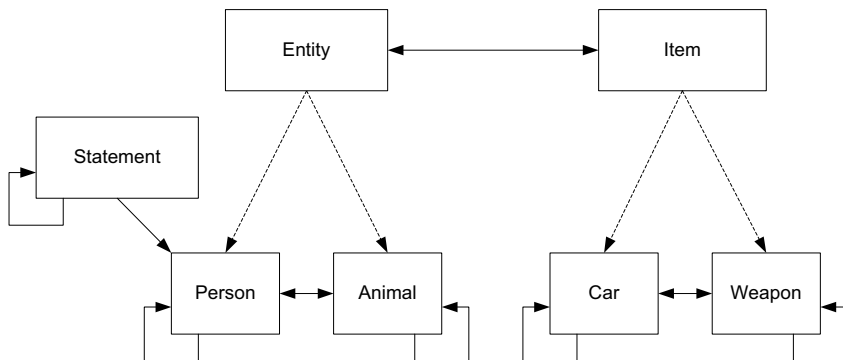 Entity
Item
Statement
Person
Animal
Car
Weapon